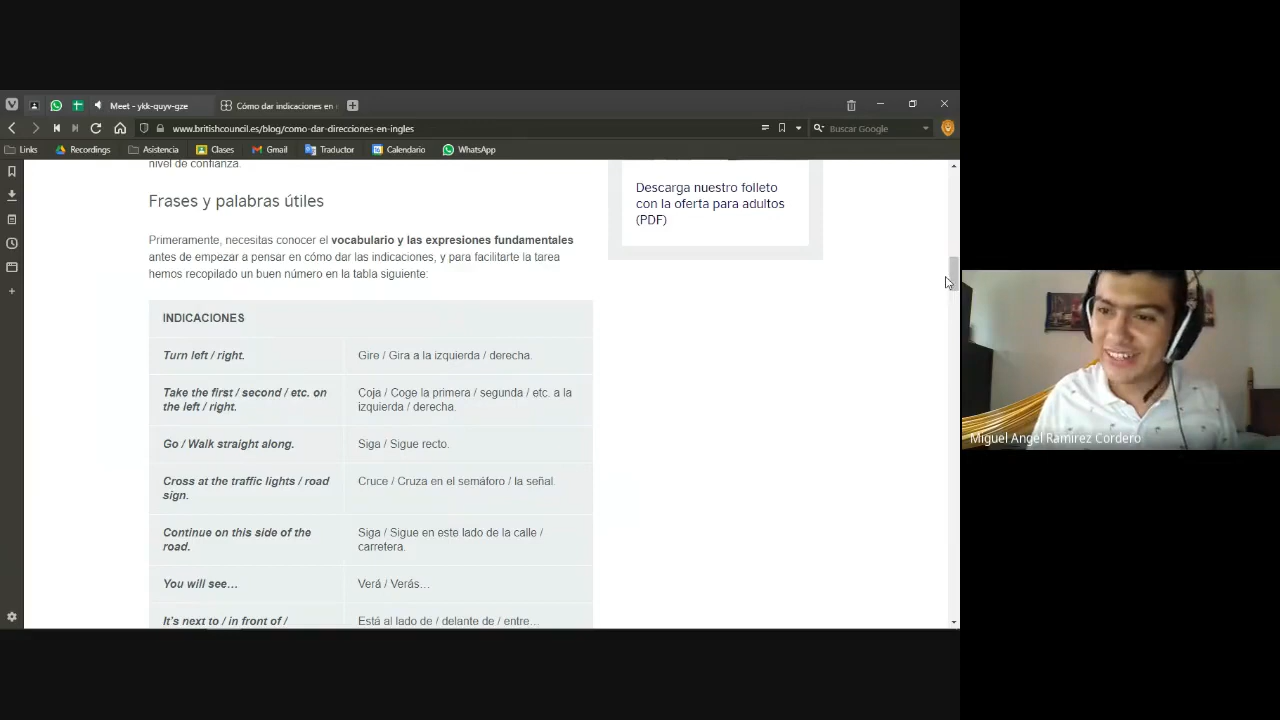 Meet - ykk-quyv-gze
Cómo dar indicaciones en
www.britishcouncil.es/blog/como-dar-direcciones-en-ingles
Buscar Google
Links
Recordings
Asistencia
Clases
Gmail
Traductor
Calendario
WhatsApp
nivel de confianza.
Frases y palabras útiles
Primeramente, necesitas conocer el vocabulario y las expresiones fundamentales
antes de empezar a pensar en cómo dar las indicaciones, y para facilitarte la tarea
hemos recopilado un buen número en la tabla siguiente:
INDICACIONES
Turn left / right.
Gire / Gira a la izquierda / derecha.
Take the first / second / etc. on
the left / right.
Coja / Coge la primera / segunda / etc. a la
izquierda / derecha.
Go / Walk straight along.
Siga / Sigue recto.
Cross at the traffic lights / road
sign.
Cruce / Cruza en el semáforo / la señal.
Continue on this side of the
road.
Siga / Sigue en este lado de la calle /
carretera.
You will see…
Verá / Verás…
It's next to / in front of /
Está al lado de / delante de / entre…
Descarga nuestro folleto
con la oferta para adultos
(PDF)
Miguel Angel Ramirez Cordero